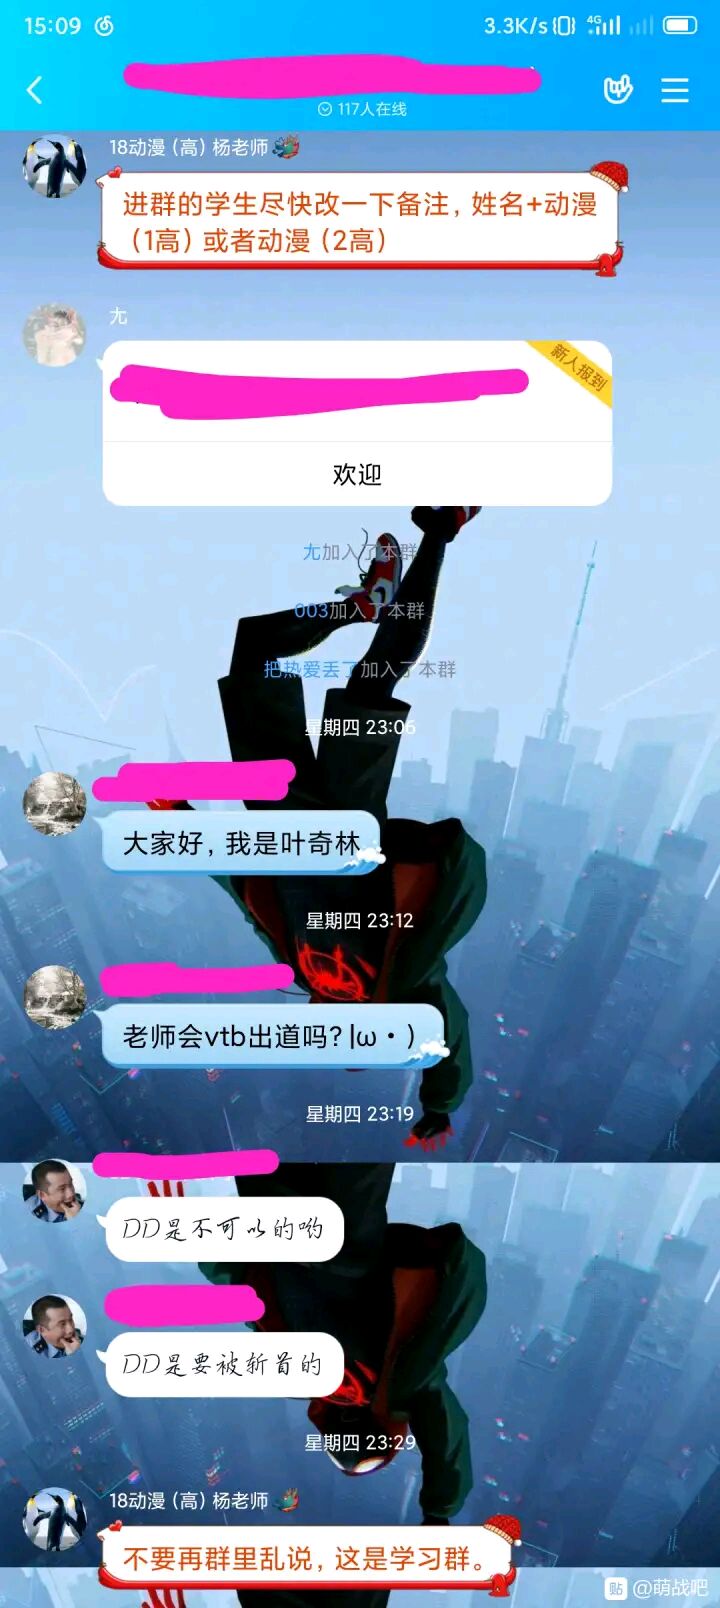 15:09
3.3K/s
4G
117人在线
18动漫（高）杨老师
进群的学生尽快改一下备注，姓名+动漫
（1高）或者动漫（2高）
尢
新人报到
欢迎
尢加入了本群
003加入了本群
把热爱丢了加入了本群
星期四 23:06
大家好，我是叶奇林
星期四 23:12
老师会vtb出道吗？|ω・）
星期四 23:19
DD是不可以的哟
DD是要被斩首的
星期四 23:29
18动漫（高）杨老师
不要再群里乱说，这是学习群。
贴 @萌战吧